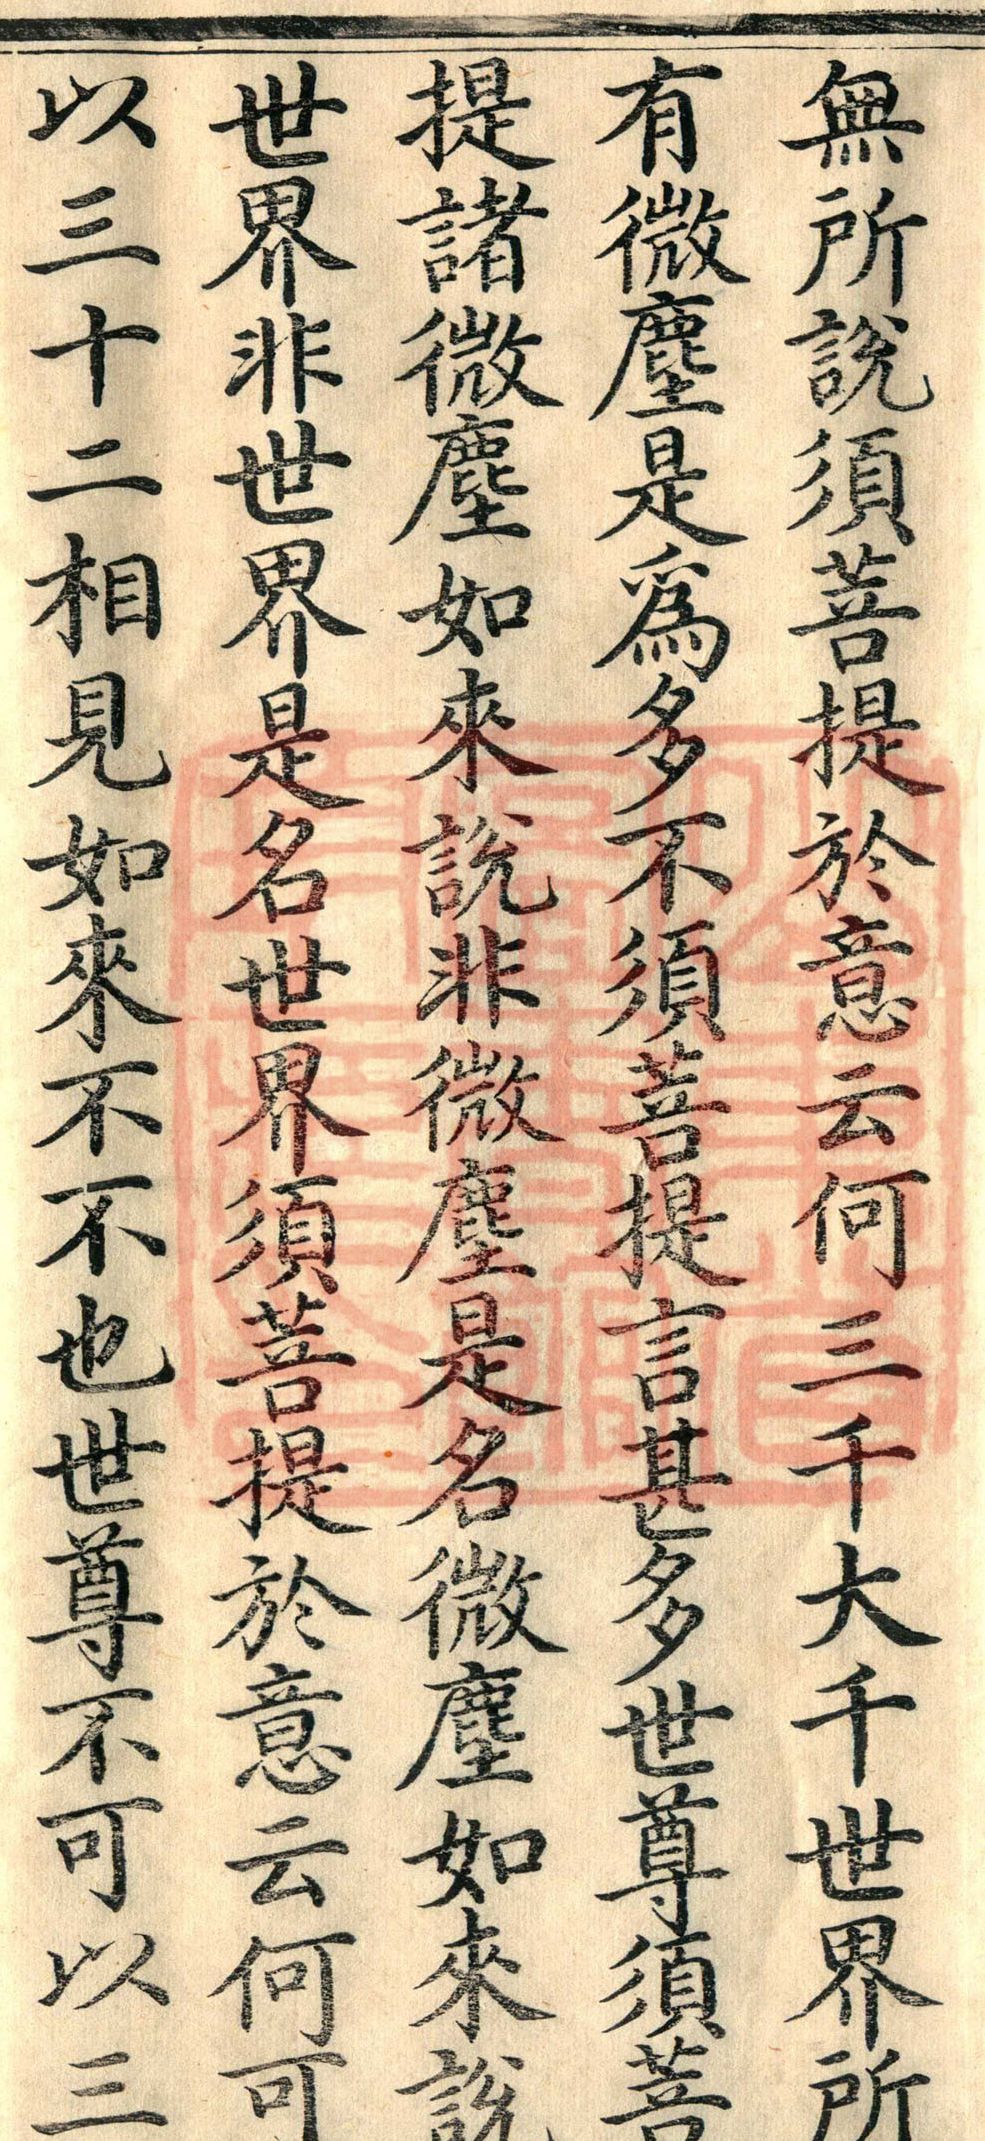 無所說須菩提於意云何三千大千世界所
有微塵是為多不須菩提言甚多世尊須菩
提諸微塵如來說非微塵是名微塵如來說
世界非世界是名世界須菩提於意云何可
以三十二相見如來不不也世尊不可以三